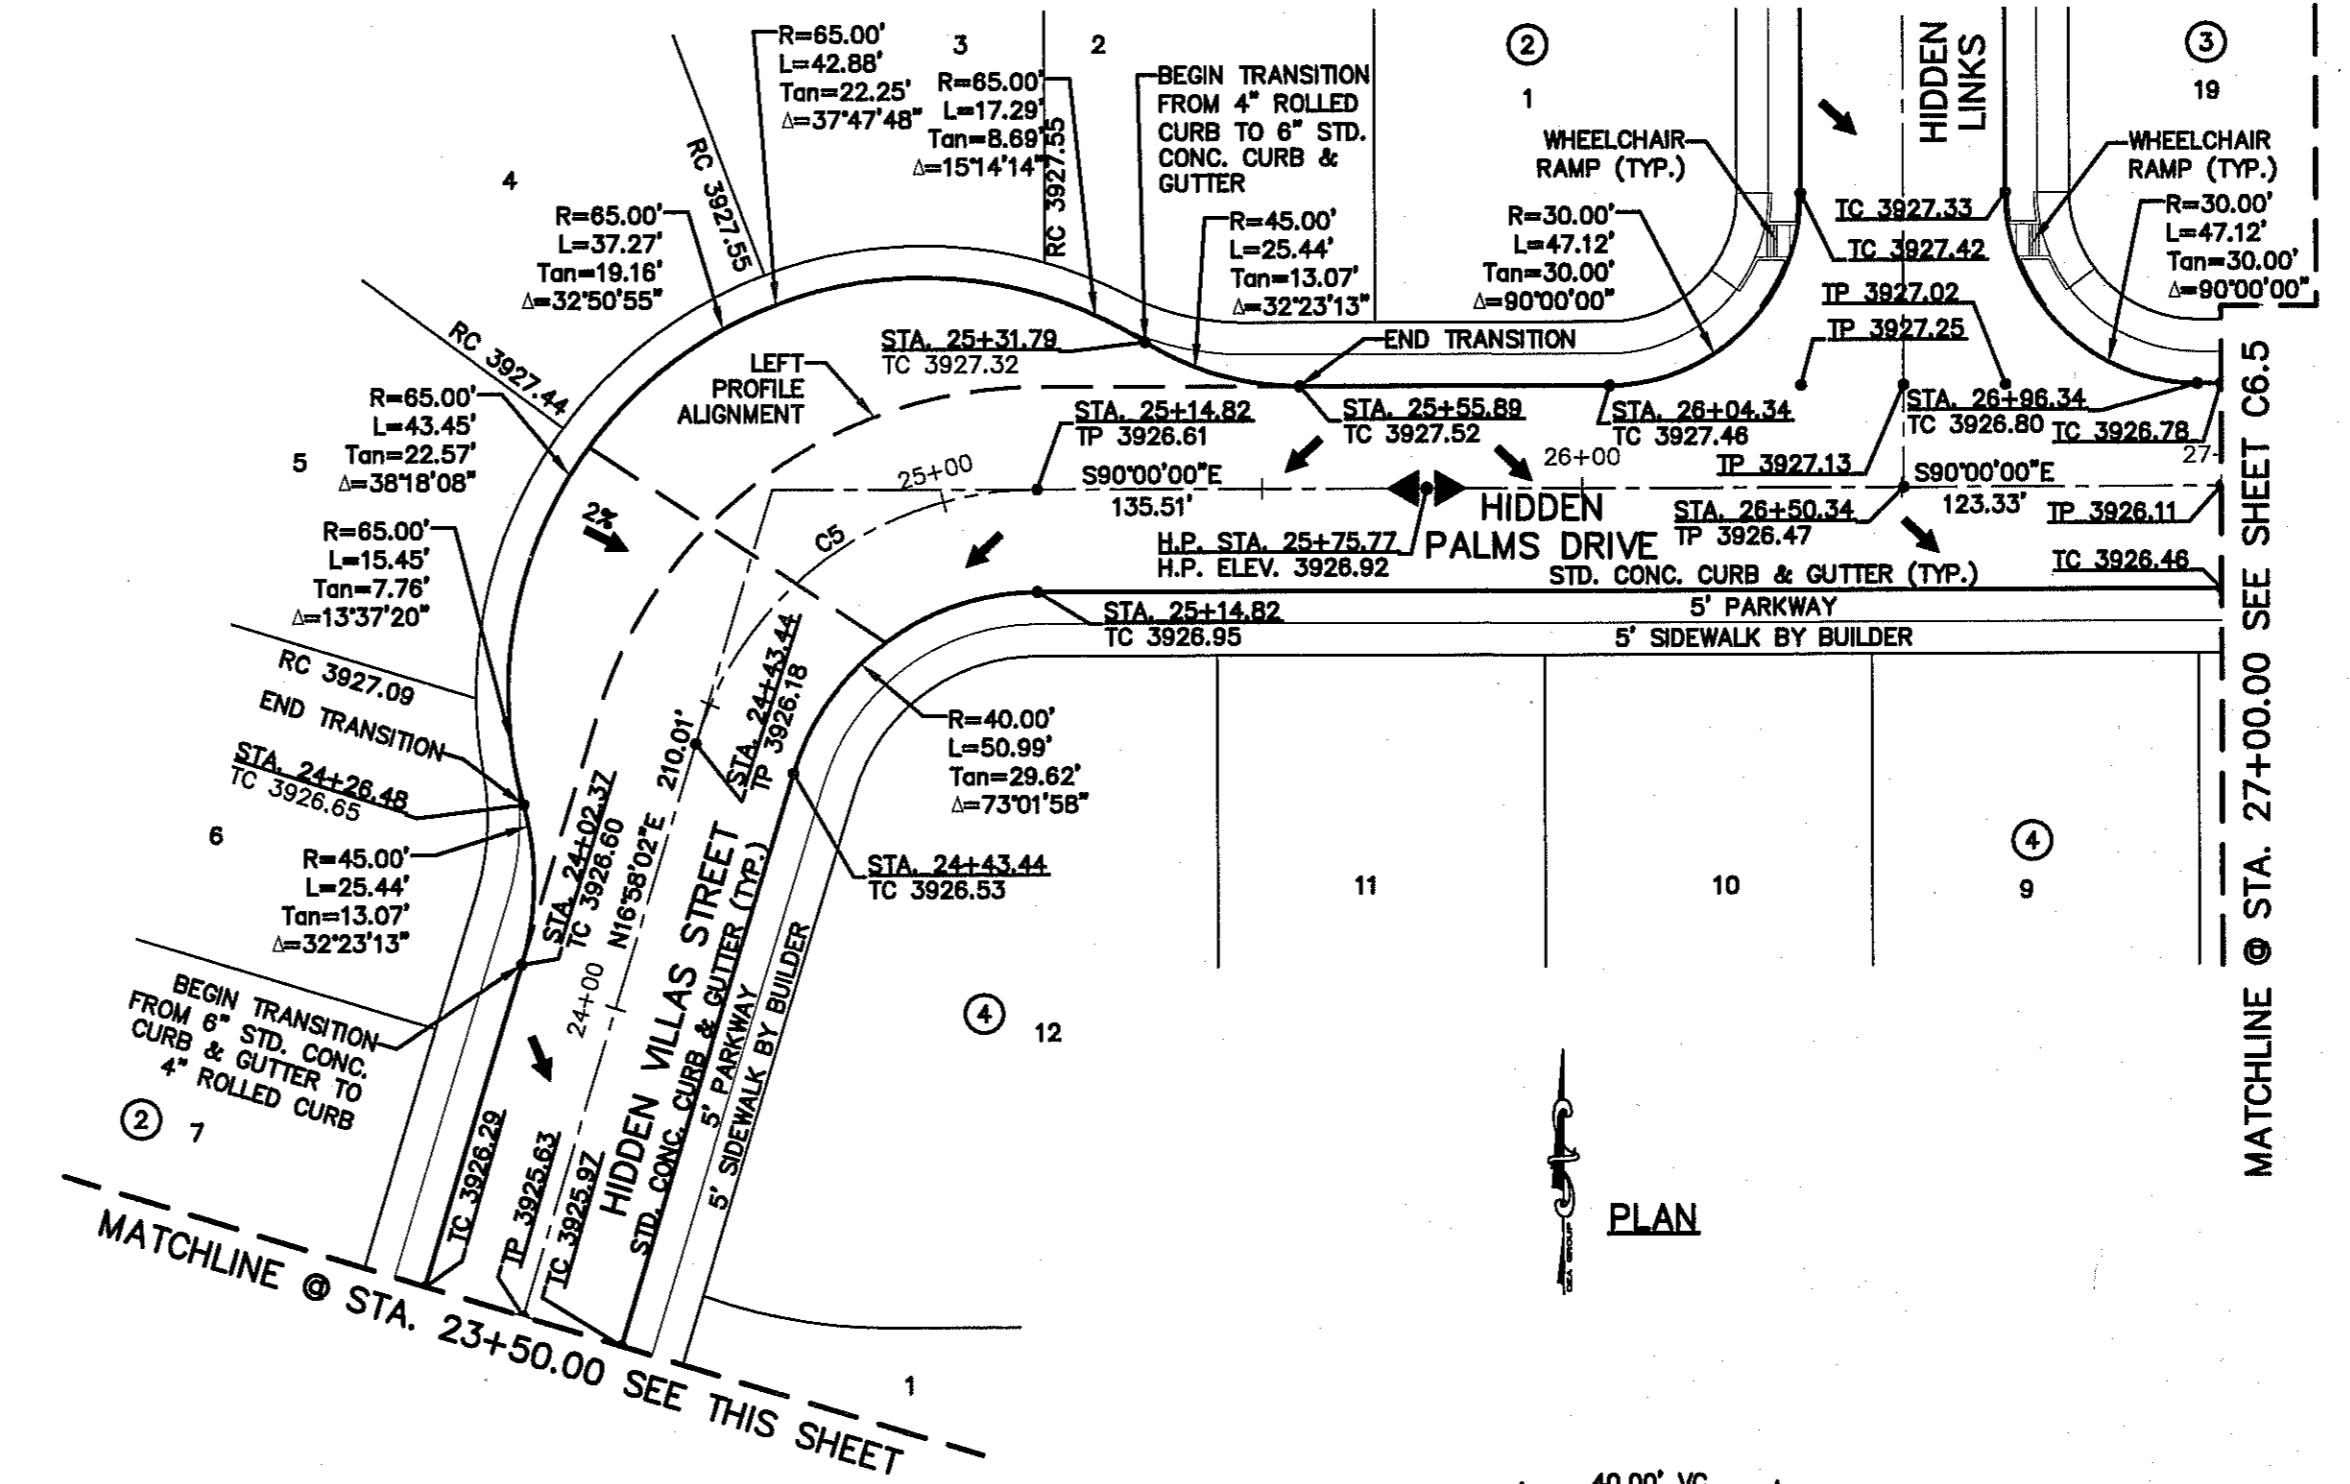 R=65.00'
L=42.88'
Tan=22.25'
Δ=37°47'48"
3
R=65.00'
L=17.29'
Tan=8.69'
Δ=15°14'14"
2
RC 3927.55
BEGIN TRANSITION
FROM 4" ROLLED
CURB TO 6" STD.
CONC. CURB &
GUTTER
2
1
WHEELCHAIR
RAMP (TYP.)
HIDDEN
LINKS
3
19
WHEELCHAIR
RAMP (TYP.)
4
RC 3927.55
R=65.00'
L=37.27'
Tan=19.16'
Δ=32°50'55"
R=45.00'
L=25.44'
Tan=13.07'
Δ=32°23'13"
R=30.00'
L=47.12'
Tan=30.00'
Δ=90°00'00"
TC 3927.33
TC 3927.42
TP 3927.02
TP 3927.25
R=30.00'
L=47.12'
Tan=30.00'
Δ=90°00'00"
RC 3927.44
LEFT
PROFILE
ALIGNMENT
STA. 25+31.79
TC 3927.32
END TRANSITION
5
R=65.00'
L=43.45'
Tan=22.57'
Δ=38°18'08"
STA. 25+14.82
TP 3926.61
STA. 25+55.89
TC 3927.52
STA. 26+04.34
TC 3927.46
STA. 26+96.34
TC 3926.80
TC 3926.78
25+00
S90°00'00"E
135.51'
26+00
TP 3927.13
S90°00'00"E
123.33'
27
2%
C5
R=65.00'
L=15.45'
Tan=7.76'
Δ=13°37'20"
H.P. STA. 25+75.77
H.P. ELEV. 3926.92
HIDDEN
PALMS DRIVE
STA. 26+50.34
TP 3926.47
TP 3926.11
TC 3926.46
STD. CONC. CURB & GUTTER (TYP.)
5' PARKWAY
5' SIDEWALK BY BUILDER
STA. 25+14.82
TC 3926.95
MATCHLINE @ STA. 27+00.00 SEE SHEET C6.5
RC 3927.09
END TRANSITION
STA. 24+26.48
TC 3926.65
STA. 24+43.44
TP 3926.18
R=40.00'
L=50.99'
Tan=29.62'
Δ=73°01'58"
6
R=45.00'
L=25.44'
Tan=13.07'
Δ=32°23'13"
STA. 24+02.37
TC 3926.60
N16°58'02"E 210.01'
STA. 24+43.44
TC 3926.53
11
10
4
9
24+00
HIDDEN VILLAS STREET
STD. CONC. CURB & GUTTER (TYP.)
5' PARKWAY
5' SIDEWALK BY BUILDER
BEGIN TRANSITION
FROM 6" STD. CONC.
CURB & GUTTER TO
4" ROLLED CURB
4
12
2
7
TC 3926.29
TP 3925.63
TC 3925.97
MATCHLINE @ STA. 23+50.00 SEE THIS SHEET
1
CEA GROUP
PLAN
40.00' VC